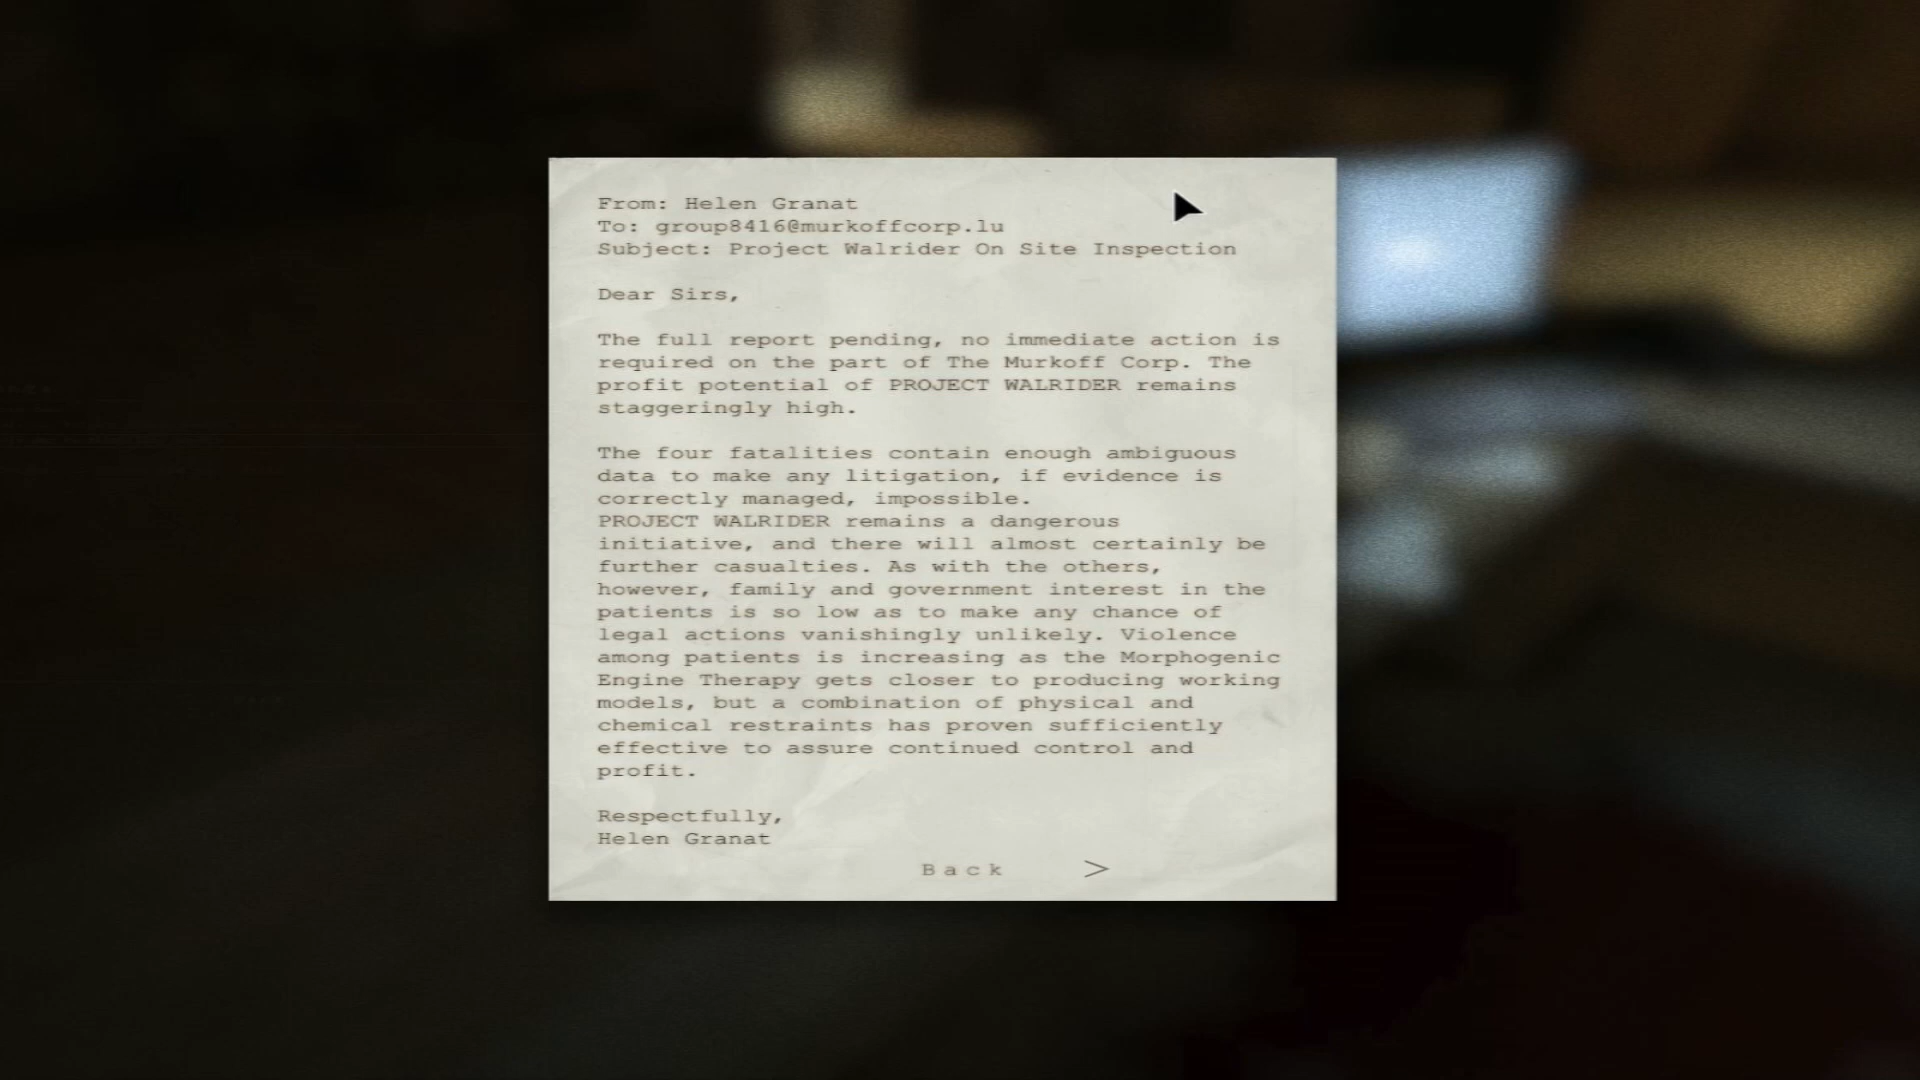 From: Helen Granat
To: group8416@murkoffcorp.lu
Subject: Project Walrider On Site Inspection
Dear Sirs,
The full report pending, no immediate action is
required on the part of The Murkoff Corp. The
profit potential of PROJECT WALRIDER remains
staggeringly high.
The four fatalities contain enough ambiguous
data to make any litigation, if evidence is
correctly managed, impossible.
PROJECT WALRIDER remains a dangerous
initiative, and there will almost certainly be
further casualties. As with the others,
however, family and government interest in the
patients is so low as to make any chance of
legal actions vanishingly unlikely. Violence
among patients is increasing as the Morphogenic
Engine Therapy gets closer to producing working
models, but a combination of physical and
chemical restraints has proven sufficiently
effective to assure continued control and
profit.
Respectfully,
Helen Granat
Back >